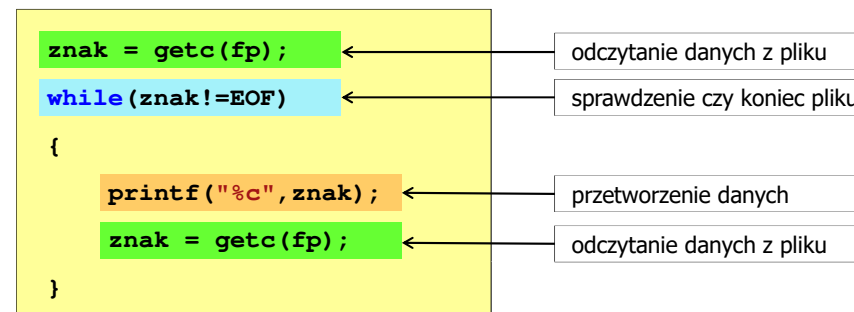 znak = getc(fp);
odczytanie danych z pliku
while(znak!=EOF)
sprawdzenie czy koniec pliku
{
printf("%c",znak);
przetworzenie danych
znak = getc(fp);
odczytanie danych z pliku
}